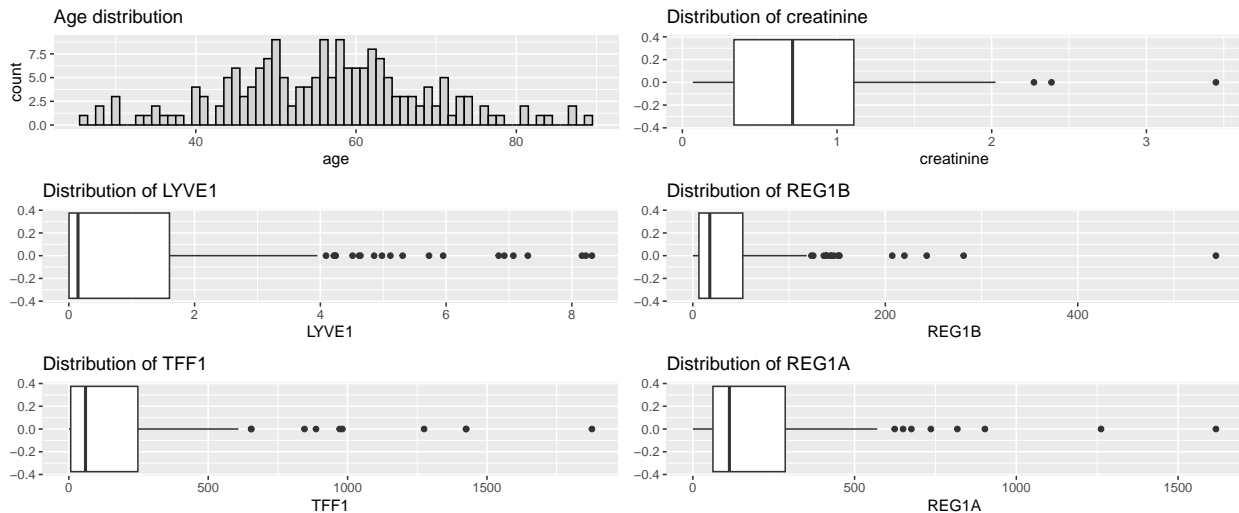 Age distribution
7.5
5.0
2.5
0.0
count
40 60 80
age
Distribution of creatinine
0.4
0.2
0.0
−0.2
−0.4
0 1 2 3
creatinine
Distribution of LYVE1
0.4
0.2
0.0
−0.2
−0.4
0 2 4 6 8
LYVE1
Distribution of REG1B
0.4
0.2
0.0
−0.2
−0.4
0 200 400
REG1B
Distribution of TFF1
0.4
0.2
0.0
−0.2
−0.4
0 500 1000 1500
TFF1
Distribution of REG1A
0.4
0.2
0.0
−0.2
−0.4
0 500 1000 1500
REG1A